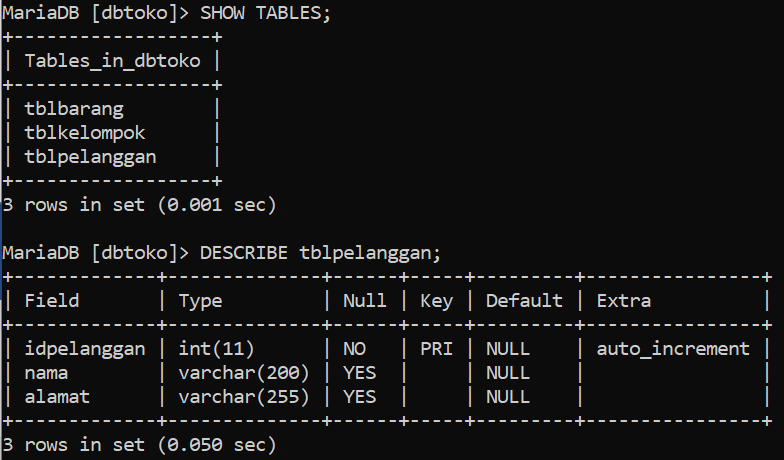 MariaDB [dbtoko]> SHOW TABLES;
+------------------+
| Tables_in_dbtoko |
+------------------+
| tblbarang        |
| tblkelompok      |
| tblpelanggan     |
+------------------+
3 rows in set (0.001 sec)

MariaDB [dbtoko]> DESCRIBE tblpelanggan;
+-------------+--------------+------+-----+---------+----------------+
| Field       | Type         | Null | Key | Default | Extra          |
+-------------+--------------+------+-----+---------+----------------+
| idpelanggan | int(11)      | NO   | PRI | NULL    | auto_increment |
| nama        | varchar(200) | YES  |     | NULL    |                |
| alamat      | varchar(255) | YES  |     | NULL    |                |
+-------------+--------------+------+-----+---------+----------------+
3 rows in set (0.050 sec)